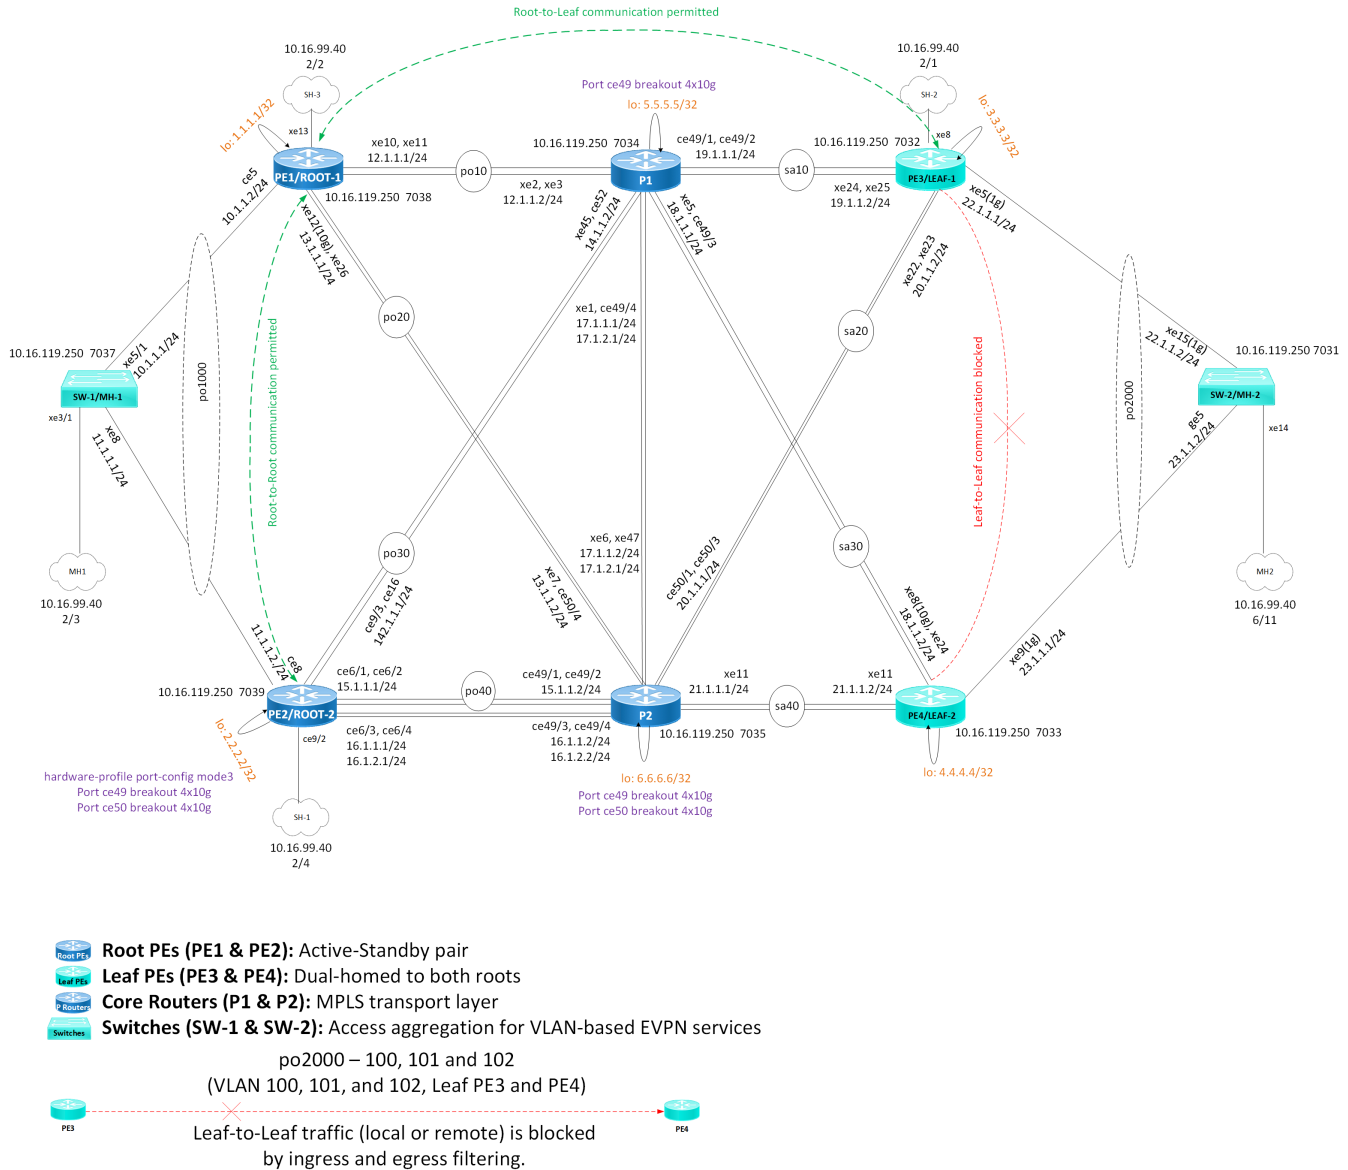 Root-to-Leaf communication permitted
10.16.99.40
2/2
SH-3
xe13
lo: 1.1.1.1/32
PE1/ROOT-1
10.16.119.250  7038
xe10, xe11
12.1.1.1/24
po10
xe2, xe3
12.1.1.2/24
Port ce49 breakout 4x10g
lo: 5.5.5.5/32
10.16.119.250  7034
P1
ce49/1, ce49/2
19.1.1.1/24
sa10
10.16.119.250  7032
xe24, xe25
19.1.1.2/24
10.16.99.40
2/1
SH-2
xe8
lo: 3.3.3.3/32
PE3/LEAF-1
xe5(1g)
22.1.1.1/24
ce5
10.1.1.2/24
xe12(10g), xe26
13.1.1.1/24
xe45, ce52
14.1.1.2/24
xe5, ce49/3
18.1.1.1/24
xe22, xe23
20.1.1.2/24
po20
sa20
xe1, ce49/4
17.1.1.1/24
17.1.2.1/24
Root-to-Root communication permitted
Leaf-to-Leaf communication blocked
10.16.119.250  7037
xe5/1
10.1.1.1/24
po1000
SW-1/MH-1
xe3/1
xe8
11.1.1.1/24
MH1
10.16.99.40
2/3
xe15(1g)
22.1.1.2/24
10.16.119.250 7031
po2000
SW-2/MH-2
ge5
23.1.1.2/24
xe14
MH2
10.16.99.40
6/11
po30
sa30
xe6, xe47
17.1.1.2/24
17.1.2.1/24
ce9/3, ce16
142.1.1.1/24
xe7, ce50/4
13.1.1.2/24
ce50/1, ce50/3
20.1.1.1/24
xe8(10g), xe24
18.1.1.2/24
xe9(1g)
23.1.1.1/24
11.1.1.2./24
ce8
10.16.119.250  7039
PE2/ROOT-2
lo: 2.2.2.2/32
ce9/2
ce6/1, ce6/2
15.1.1.1/24
po40
ce49/1, ce49/2
15.1.1.2/24
ce6/3, ce6/4
16.1.1.1/24
16.1.2.1/24
ce49/3, ce49/4
16.1.1.2/24
16.1.2.2/24
P2
xe11
21.1.1.1/24
sa40
xe11
21.1.1.2/24
PE4/LEAF-2
10.16.119.250  7035
10.16.119.250  7033
lo: 6.6.6.6/32
Port ce49 breakout 4x10g
Port ce50 breakout 4x10g
lo: 4.4.4.4/32
hardware-profile port-config mode3
Port ce49 breakout 4x10g
Port ce50 breakout 4x10g
SH-1
10.16.99.40
2/4
Root PEs
Root PEs (PE1 & PE2): Active-Standby pair
Leaf PEs
Leaf PEs (PE3 & PE4): Dual-homed to both roots
P Routers
Core Routers (P1 & P2): MPLS transport layer
Switches
Switches (SW-1 & SW-2): Access aggregation for VLAN-based EVPN services
po2000 – 100, 101 and 102
(VLAN 100, 101, and 102, Leaf PE3 and PE4)
PE3
PE4
Leaf-to-Leaf traffic (local or remote) is blocked
by ingress and egress filtering.